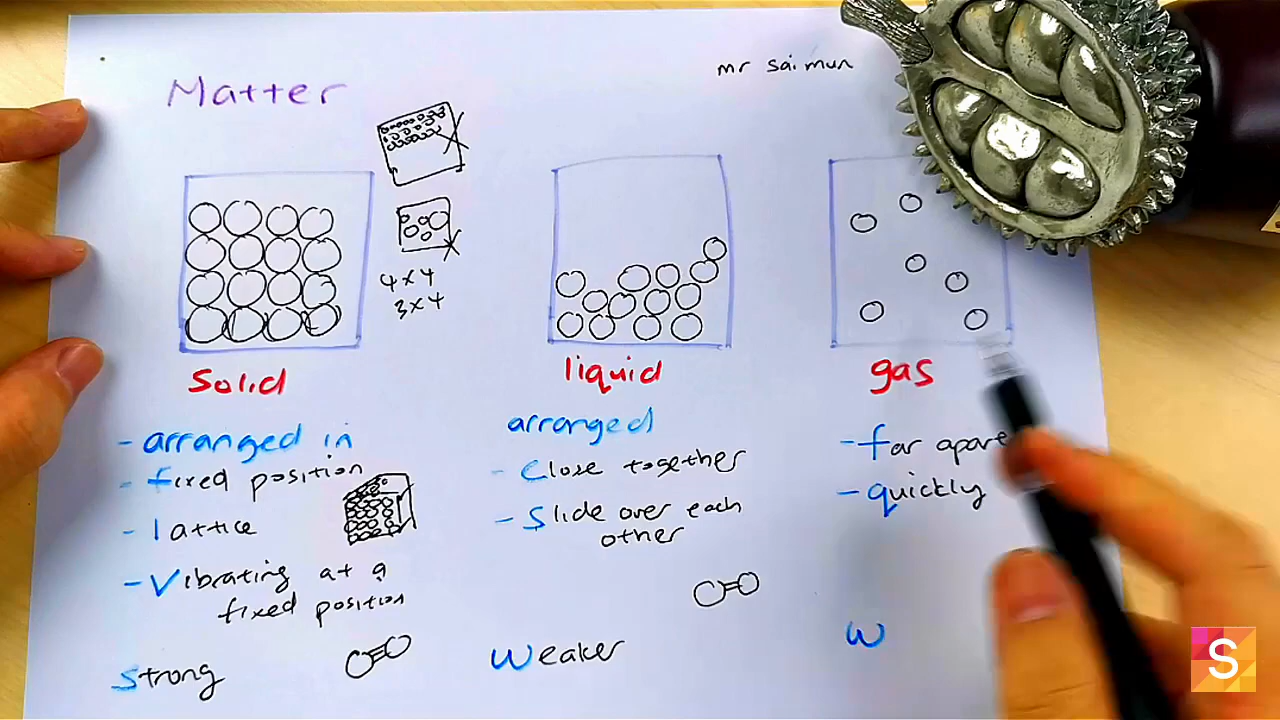 mr saimun
Matter
4x4
3x4
Solid
liquid
gas
- arranged in
- fixed position
- lattice
- Vibrating at a
fixed position
Strong
arranged
- Close together
- Slide over each
other
Weaker
- far apart
- quickly
W
S